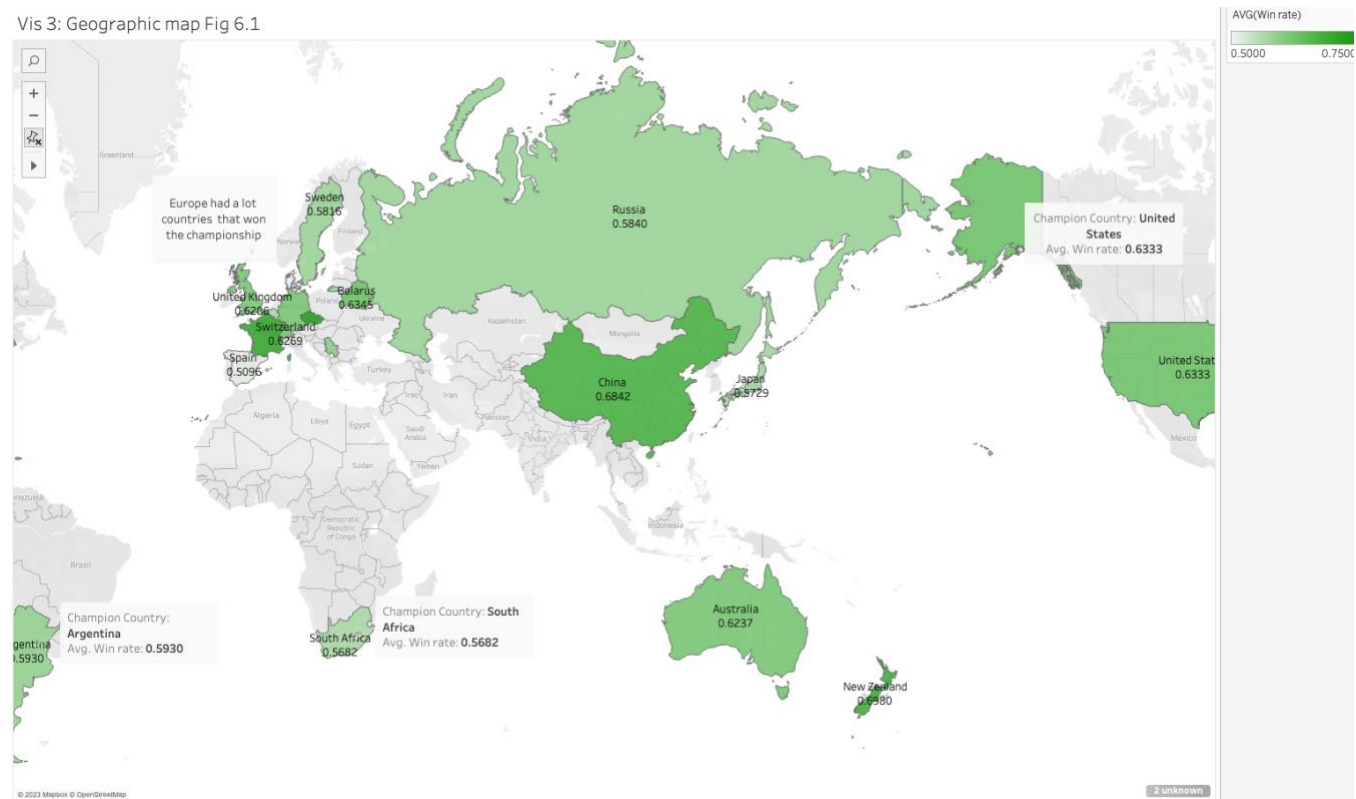 Vis 3: Geographic map Fig 6.1
AVG(Win rate)
0.5000 0.7500
Greenland
Europe had a lot
countries that won
the championship
Sweden
0.5816
Finland
Norway
Russia
0.5840
Champion Country: United
States
Avg. Win rate: 0.6333
United Kingdom
0.6206
Belarus
0.6345
Poland
Ukraine
Switzerland
0.6269
Spain
0.5096
Kazakhstan
Mongolia
Turkey
China
0.6842
Japan
0.5729
United Stat
0.6333
Mexico
Algeria
Libya
Egypt
Iraq
Iran
Saudi
Arabia
Pakistan
India
Sudan
Yemen
Democratic
Republic
of Congo
Indonesia
nezuela
Brazil
Champion Country:
Argentina
Avg. Win rate: 0.5930
gentina
0.5930
Champion Country: South
Africa
Avg. Win rate: 0.5682
South Africa
0.5682
Australia
0.6237
New Zealand
0.6980
© 2023 Mapbox © OpenStreetMap
2 unknown